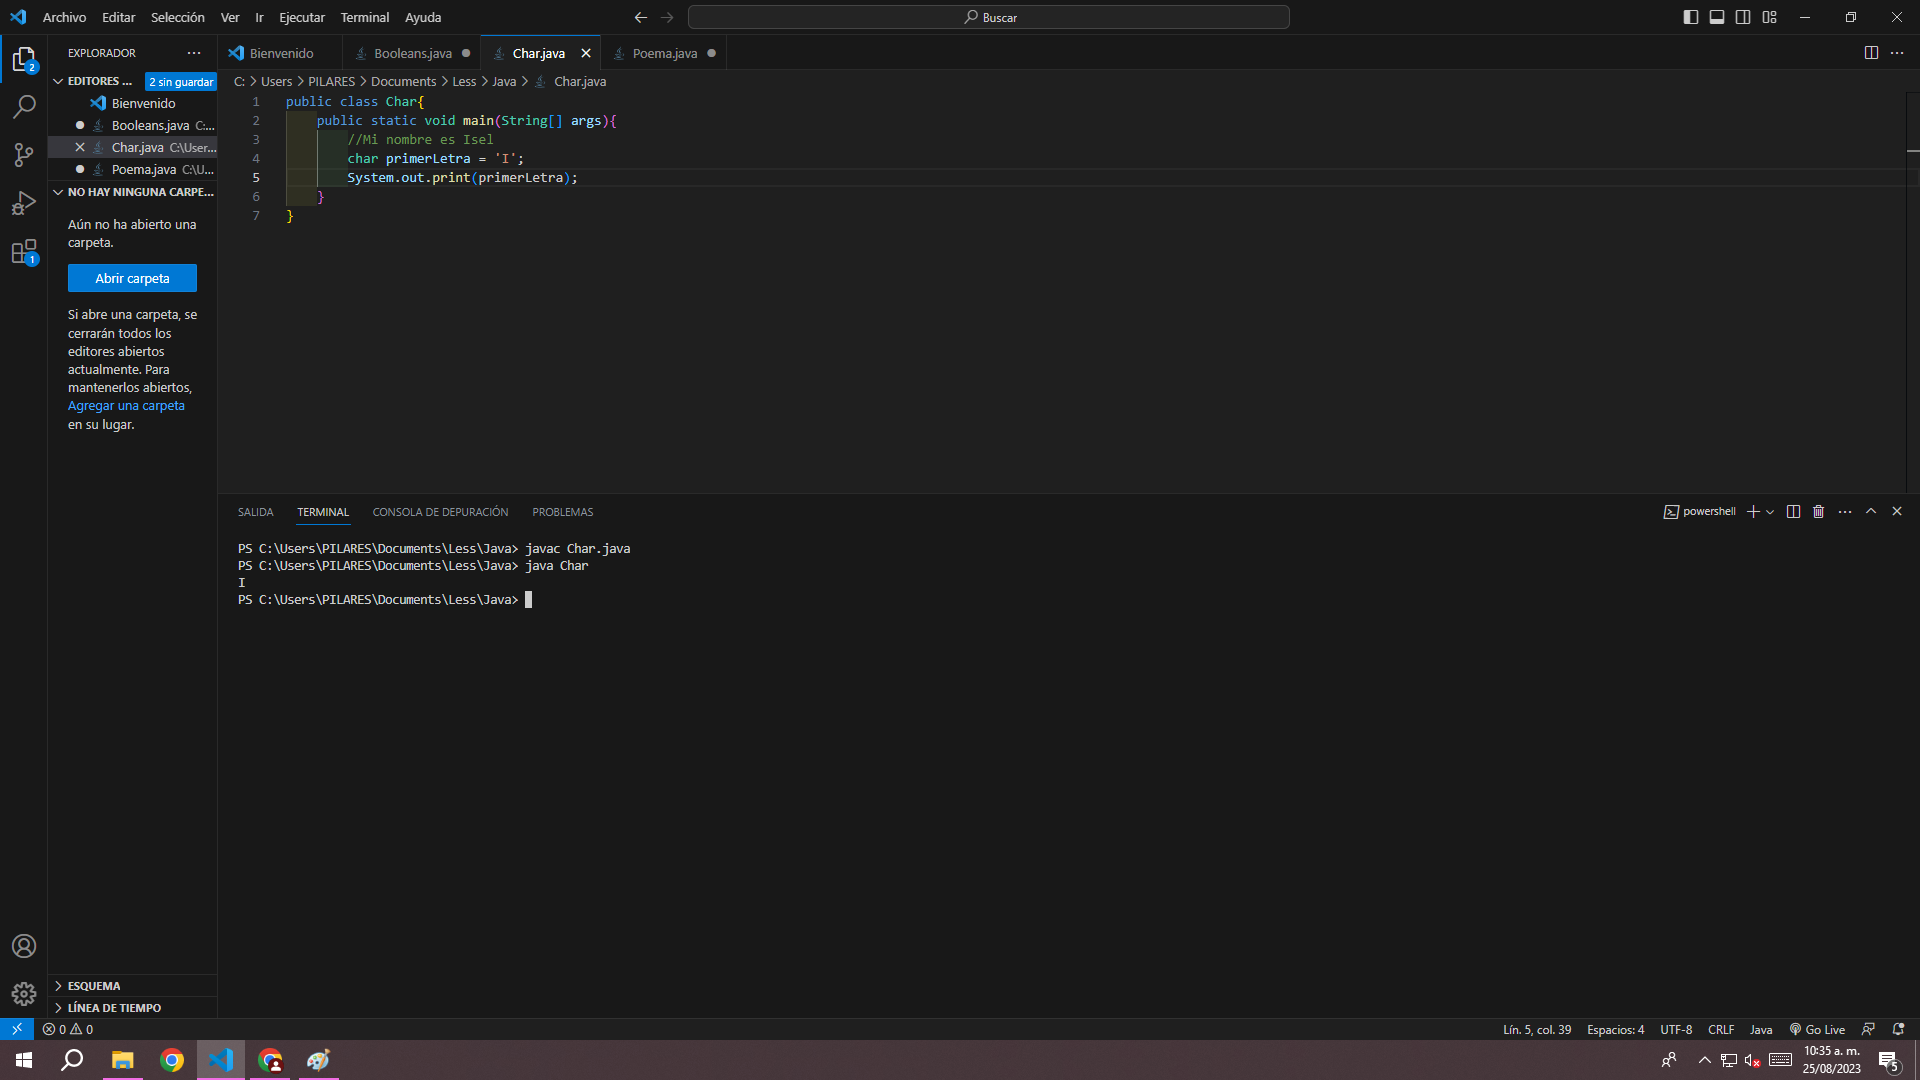 Archivo Editar Selección Ver Ir Ejecutar Terminal Ayuda
Buscar
EXPLORADOR
Bienvenido Booleans.java Char.java Poema.java
EDITORES ... 2 sin guardar
C: > Users > PILARES > Documents > Less > Java > Char.java
Bienvenido
Booleans.java C:...
Char.java C:\User...
Poema.java C:\U...
NO HAY NINGUNA CARPE...
Aún no ha abierto una
carpeta.
Abrir carpeta
Si abre una carpeta, se
cerrarán todos los
editores abiertos
actualmente. Para
mantenerlos abiertos,
Agregar una carpeta
en su lugar.
2
1
1 public class Char{
2 public static void main(String[] args){
3 //Mi nombre es Isel
4 char primerLetra = 'I';
5 System.out.print(primerLetra);
6 }
7 }
SALIDA TERMINAL CONSOLA DE DEPURACIÓN PROBLEMAS
powershell
PS C:\Users\PILARES\Documents\Less\Java> javac Char.java
PS C:\Users\PILARES\Documents\Less\Java> java Char
I
PS C:\Users\PILARES\Documents\Less\Java>
ESQUEMA
LÍNEA DE TIEMPO
0 0
Lín. 5, col. 39 Espacios: 4 UTF-8 CRLF Java Go Live
10:35 a. m.
25/08/2023
5